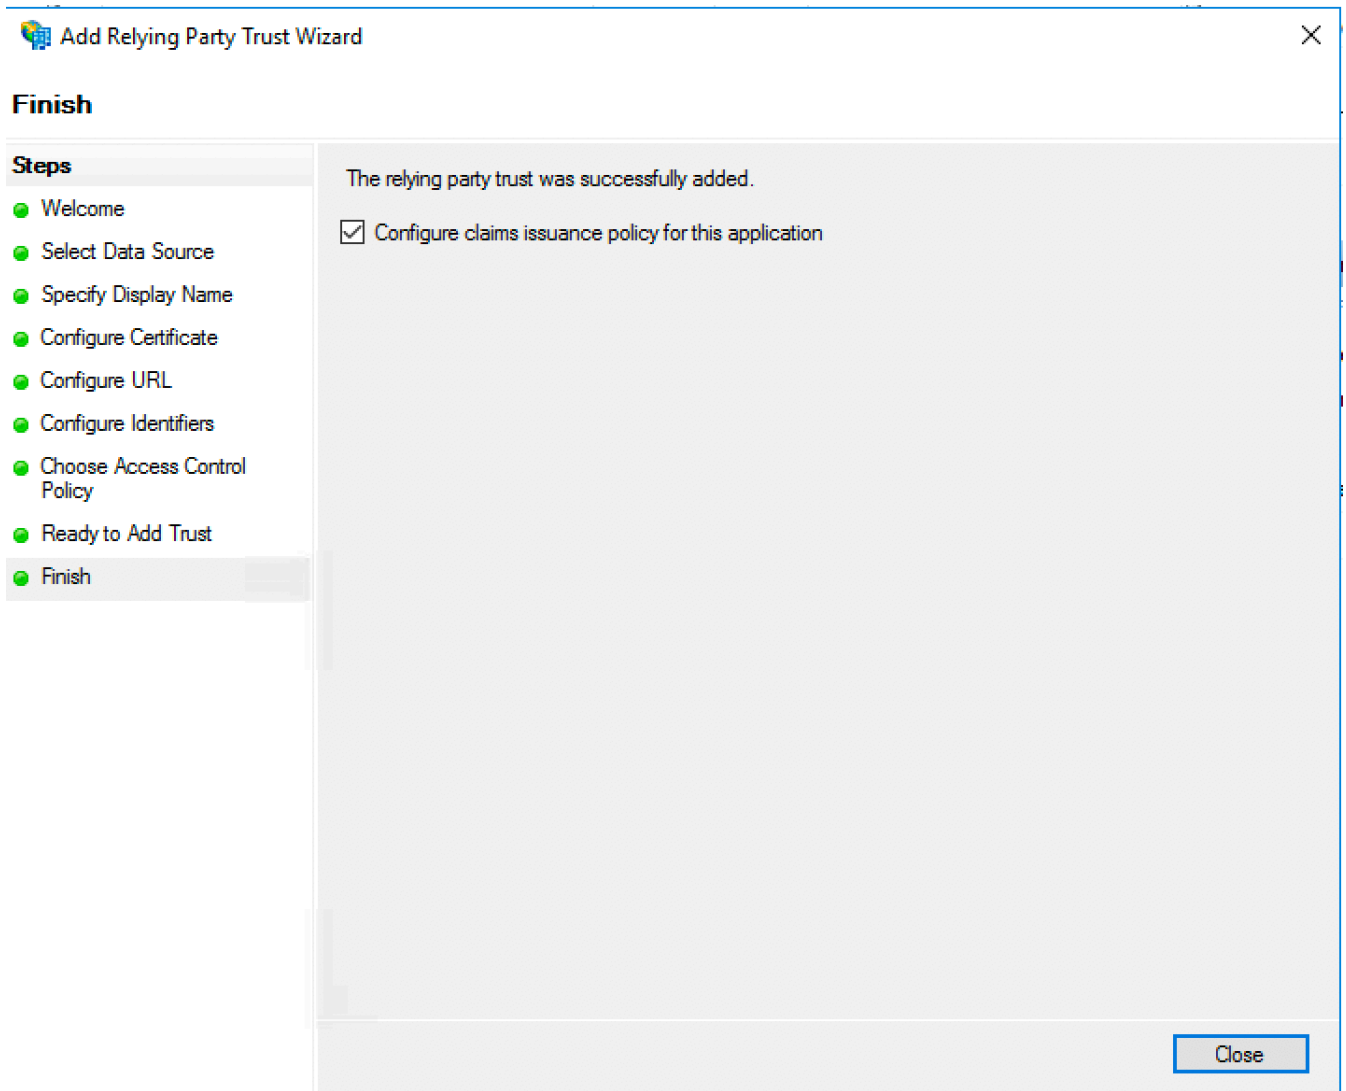 Add Relying Party Trust Wizard
Finish
Steps
Welcome
Select Data Source
Specify Display Name
Configure Certificate
Configure URL
Configure Identifiers
Choose Access Control
Policy
Ready to Add Trust
Finish
The relying party trust was successfully added.
Configure claims issuance policy for this application
Close